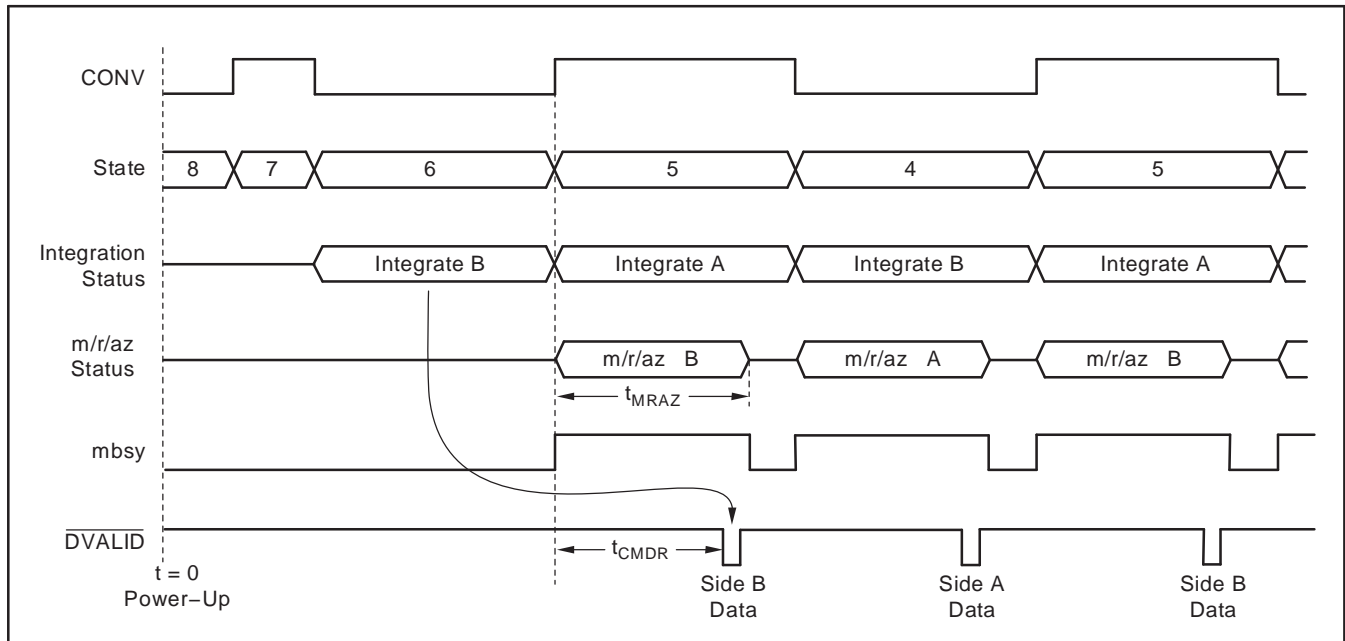 CONV
State
8
7
6
5
4
5
Integration
Status
Integrate B
Integrate A
Integrate B
Integrate A
m/r/az
Status
m/r/az B
m/r/az A
m/r/az B
tMRAZ
mbsy
DVALID
tCMDR
t = 0
Power−Up
Side B
Data
Side A
Data
Side B
Data